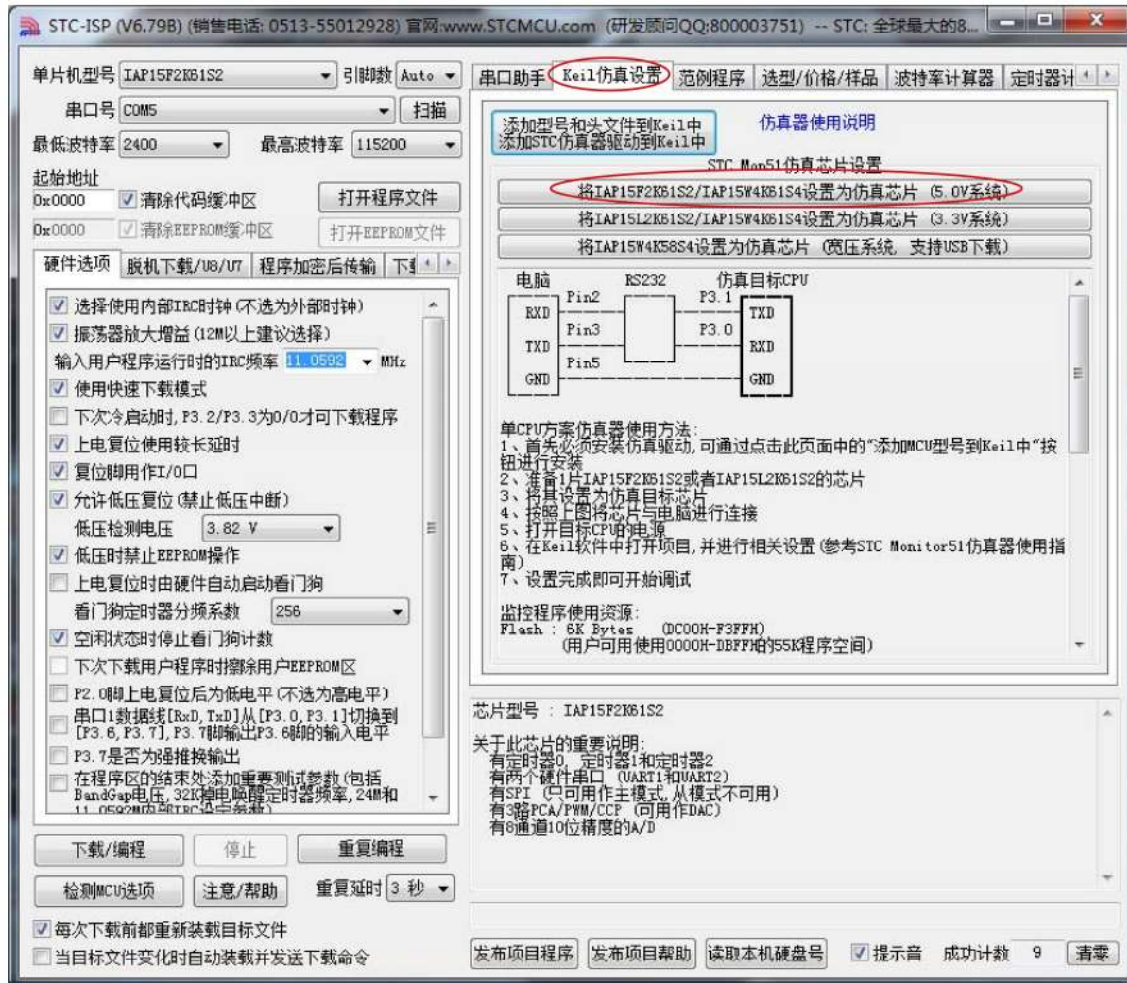 STC-ISP (V6.79B) (销售电话: 0513-55012928) 官网:www.STCMCU.com (研发顾问QQ:800003751) -- STC: 全球最大的8...
单片机型号 IAP15F2K61S2 引脚数 Auto
串口号 COM5 扫描
最低波特率 2400 最高波特率 115200
起始地址
0x0000 清除代码缓冲区 打开程序文件
0x0000 清除EEPROM缓冲区 打开EEPROM文件
硬件选项 脱机下载/U8/U7 程序加密后传输
选择使用内部IRC时钟(不选为外部时钟)
振荡器放大增益(12M以上建议选择)
输入用户程序运行时的IRC频率 11.0592 MHz
使用快速下载模式
下次冷启动时,P3.2/P3.3为0/0才可下载程序
上电复位使用较长延时
复位脚用作I/O口
允许低压复位(禁止低压中断)
低压检测电压 3.82 V
低压时禁止EEPROM操作
上电复位时由硬件自动启动看门狗
看门狗定时器分频系数 256
空闲状态时停止看门狗计数
下次下载用户程序时擦除用户EEPROM区
P2.0脚上电复位后为低电平(不选为高电平)
串口1数据线[RxD,TxD]从[P3.0,P3.1]切换到
[P3.6,P3.7],P3.7脚输出P3.6脚的输入电平
P3.7是否为强推挽输出
在程序区的结束处添加重要测试参数(包括
BandGap电压,32K掉电唤醒定时器频率,24M和
11.0592M内部IRC设定参数)
下载/编程 停止 重复编程
检测MCU选项 注意/帮助 重复延时 3 秒
每次下载前都重新装载目标文件
当目标文件变化时自动装载并发送下载命令
串口助手 Keil仿真设置 范例程序 选型/价格/样品 波特率计算器 定时器计
添加型号和头文件到Keil中
添加STC仿真器驱动到Keil中
仿真器使用说明
STC Mon51仿真芯片设置
将IAP15F2K61S2/IAP15W4K61S4设置为仿真芯片 (5.0V系统)
将IAP15L2K61S2/IAP15W4K61S4设置为仿真芯片 (3.3V系统)
将IAP15W4K58S4设置为仿真芯片 (宽压系统, 支持USB下载)
电脑 RS232 仿真目标CPU
RXD Pin2 P3.1 TXD
TXD Pin3 P3.0 RXD
GND Pin5 GND
单CPU方案仿真器使用方法:
1、首先必须安装仿真驱动,可通过点击此页面中的"添加MCU型号到Keil中"按
钮进行安装
2、准备1片IAP15F2K61S2或者IAP15L2K61S2的芯片
3、将其设置为仿真目标芯片
4、按照上图将芯片与电脑进行连接
5、打开目标CPU的电源
6、在Keil软件中打开项目,并进行相关设置(参考STC Monitor51仿真器使用指
南)
7、设置完成即可开始调试
监控程序使用资源:
Flash : 6K Bytes (DC00H-F3FFH)
(用户可用使用0000H-DBFFH的55K程序空间)
芯片型号 : IAP15F2K61S2
关于此芯片的重要说明:
有定时器0, 定时器1和定时器2
有两个硬件串口 (UART1和UART2)
有SPI (只可用作主模式,从模式不可用)
有3路PCA/PWM/CCP (可用作DAC)
有8通道10位精度的A/D
发布项目程序 发布项目帮助 读取本机硬盘号 提示音 成功计数 9 清零